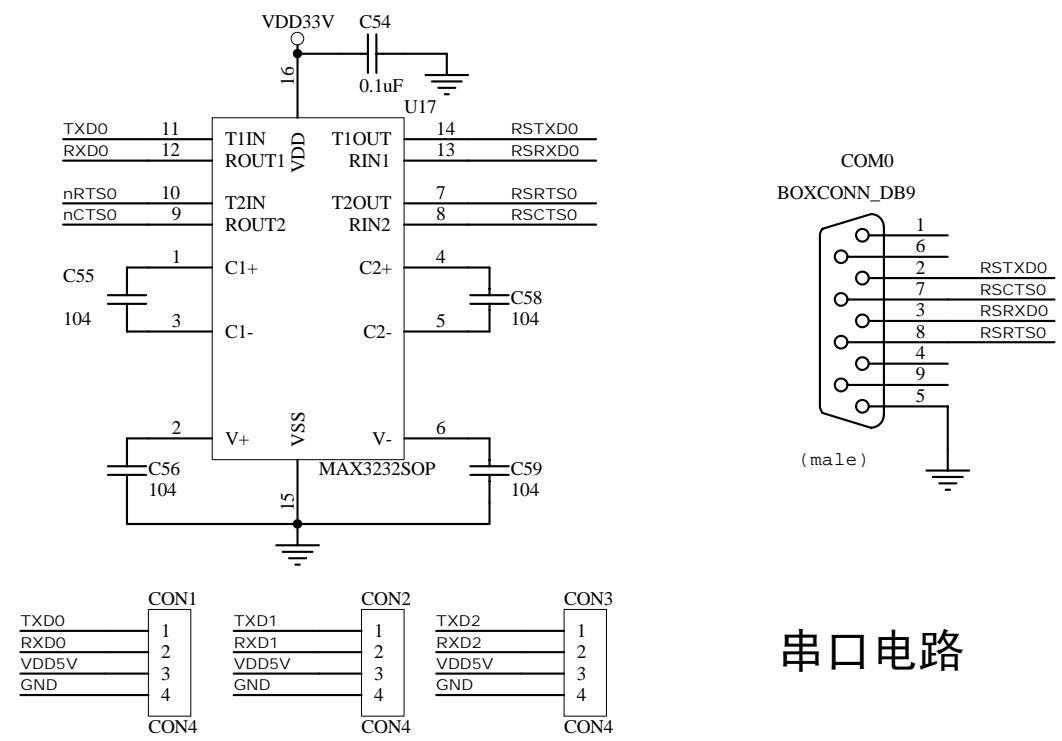 VDD33V
C54
0.1uF
16
U17
TXD0 11 T1IN
RXD0 12 ROUT1
VDD
T1OUT 14 RSTXD0
RIN1 13 RSRXD0
nRTS0 10 T2IN
nCTS0 9 ROUT2
T2OUT 7 RSRTS0
RIN2 8 RSCTS0
C55
104
1 C1+
3 C1-
C2+ 4
C2- 5
C58
104
2 V+
VSS
V- 6
MAX3232SOP
C56
104
15
C59
104
COM0
BOXCONN_DB9
1
6
2 RSTXD0
7 RSCTS0
3 RSRXD0
8 RSRTS0
4
9
5
(male)
CON1
TXD0 1
RXD0 2
VDD5V 3
GND 4
CON4
CON2
TXD1 1
RXD1 2
VDD5V 3
GND 4
CON4
CON3
TXD2 1
RXD2 2
VDD5V 3
GND 4
CON4
串口电路